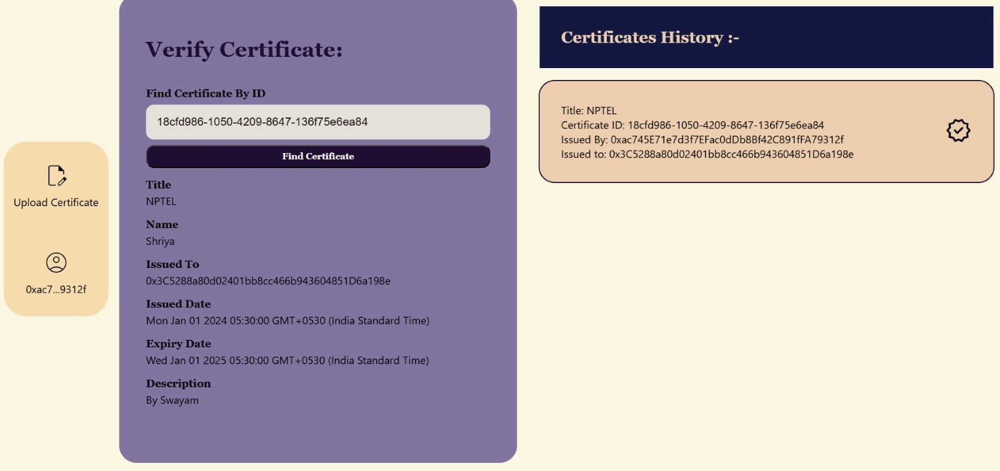 Upload Certificate
0xac7...9312f
Verify Certificate:
Find Certificate By ID
18cfd986-1050-4209-8647-136f75e6ea84
Find Certificate
Title
NPTEL
Name
Shriya
Issued To
0x3C5288a80d02401bb8cc466b943604851D6a198e
Issued Date
Mon Jan 01 2024 05:30:00 GMT+0530 (India Standard Time)
Expiry Date
Wed Jan 01 2025 05:30:00 GMT+0530 (India Standard Time)
Description
By Swayam
Certificates History :-
Title: NPTEL
Certificate ID: 18cfd986-1050-4209-8647-136f75e6ea84
Issued By: 0xac745E71e7d3f7EFac0dDb8Bf42C891fFA79312f
Issued to: 0x3C5288a80d02401bb8cc466b943604851D6a198e